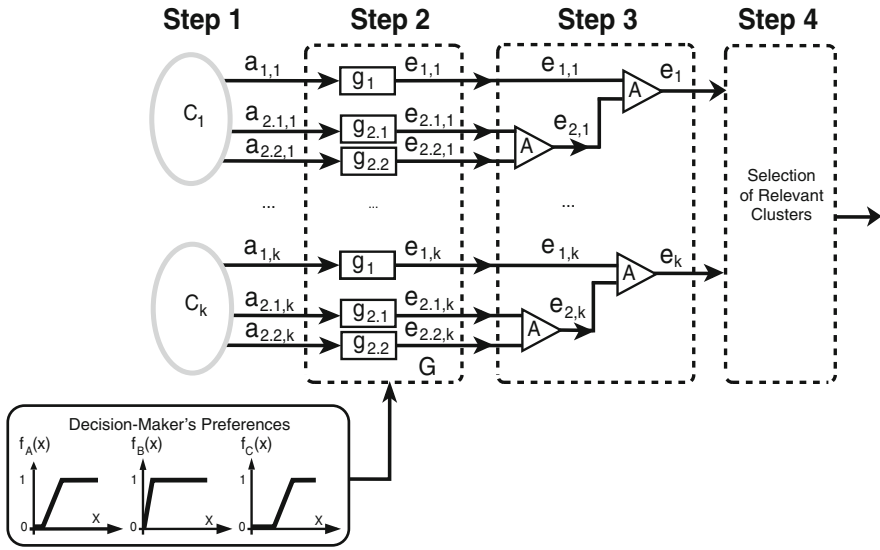 Step 1 Step 2 Step 3 Step 4
a1,1 g1 e1,1 e1,1 A e1
C1
a2.1,1 g2.1 e2.1,1 A e2,1
a2.2,1 g2.2 e2.2,1
... ... ...
Selection
of Relevant
Clusters
a1,k g1 e1,k e1,k A ek
Ck
a2.1,k g2.1 e2.1,k A e2,k
a2.2,k g2.2 e2.2,k
G
Decision-Maker's Preferences
fA(x) fB(x) fC(x)
1 1 1
0 x 0 x 0 x